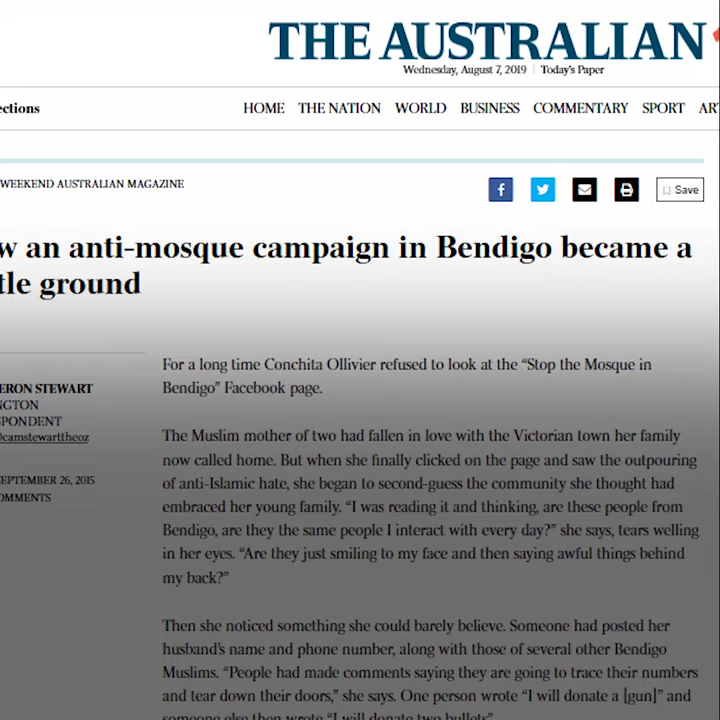 THE AUSTRALIAN
Wednesday, August 7, 2019 | Today's Paper
ections
HOME THE NATION WORLD BUSINESS COMMENTARY SPORT AR
WEEKEND AUSTRALIAN MAGAZINE
Save
w an anti-mosque campaign in Bendigo became a
tle ground
ERON STEWART
NGTON
SPONDENT
@camstewarttheoz
SEPTEMBER 26, 2015
OMMENTS
For a long time Conchita Ollivier refused to look at the “Stop the Mosque in
Bendigo” Facebook page.
The Muslim mother of two had fallen in love with the Victorian town her family
now called home. But when she finally clicked on the page and saw the outpouring
of anti-Islamic hate, she began to second-guess the community she thought had
embraced her young family. “I was reading it and thinking, are these people from
Bendigo, are they the same people I interact with every day?” she says, tears welling
in her eyes. “Are they just smiling to my face and then saying awful things behind
my back?”
Then she noticed something she could barely believe. Someone had posted her
husband’s name and phone number, along with those of several other Bendigo
Muslims. “People had made comments saying they are going to trace their numbers
and tear down their doors,” she says. One person wrote “I will donate a [gun]” and
someone else then wrote “I will donate two bullets”.